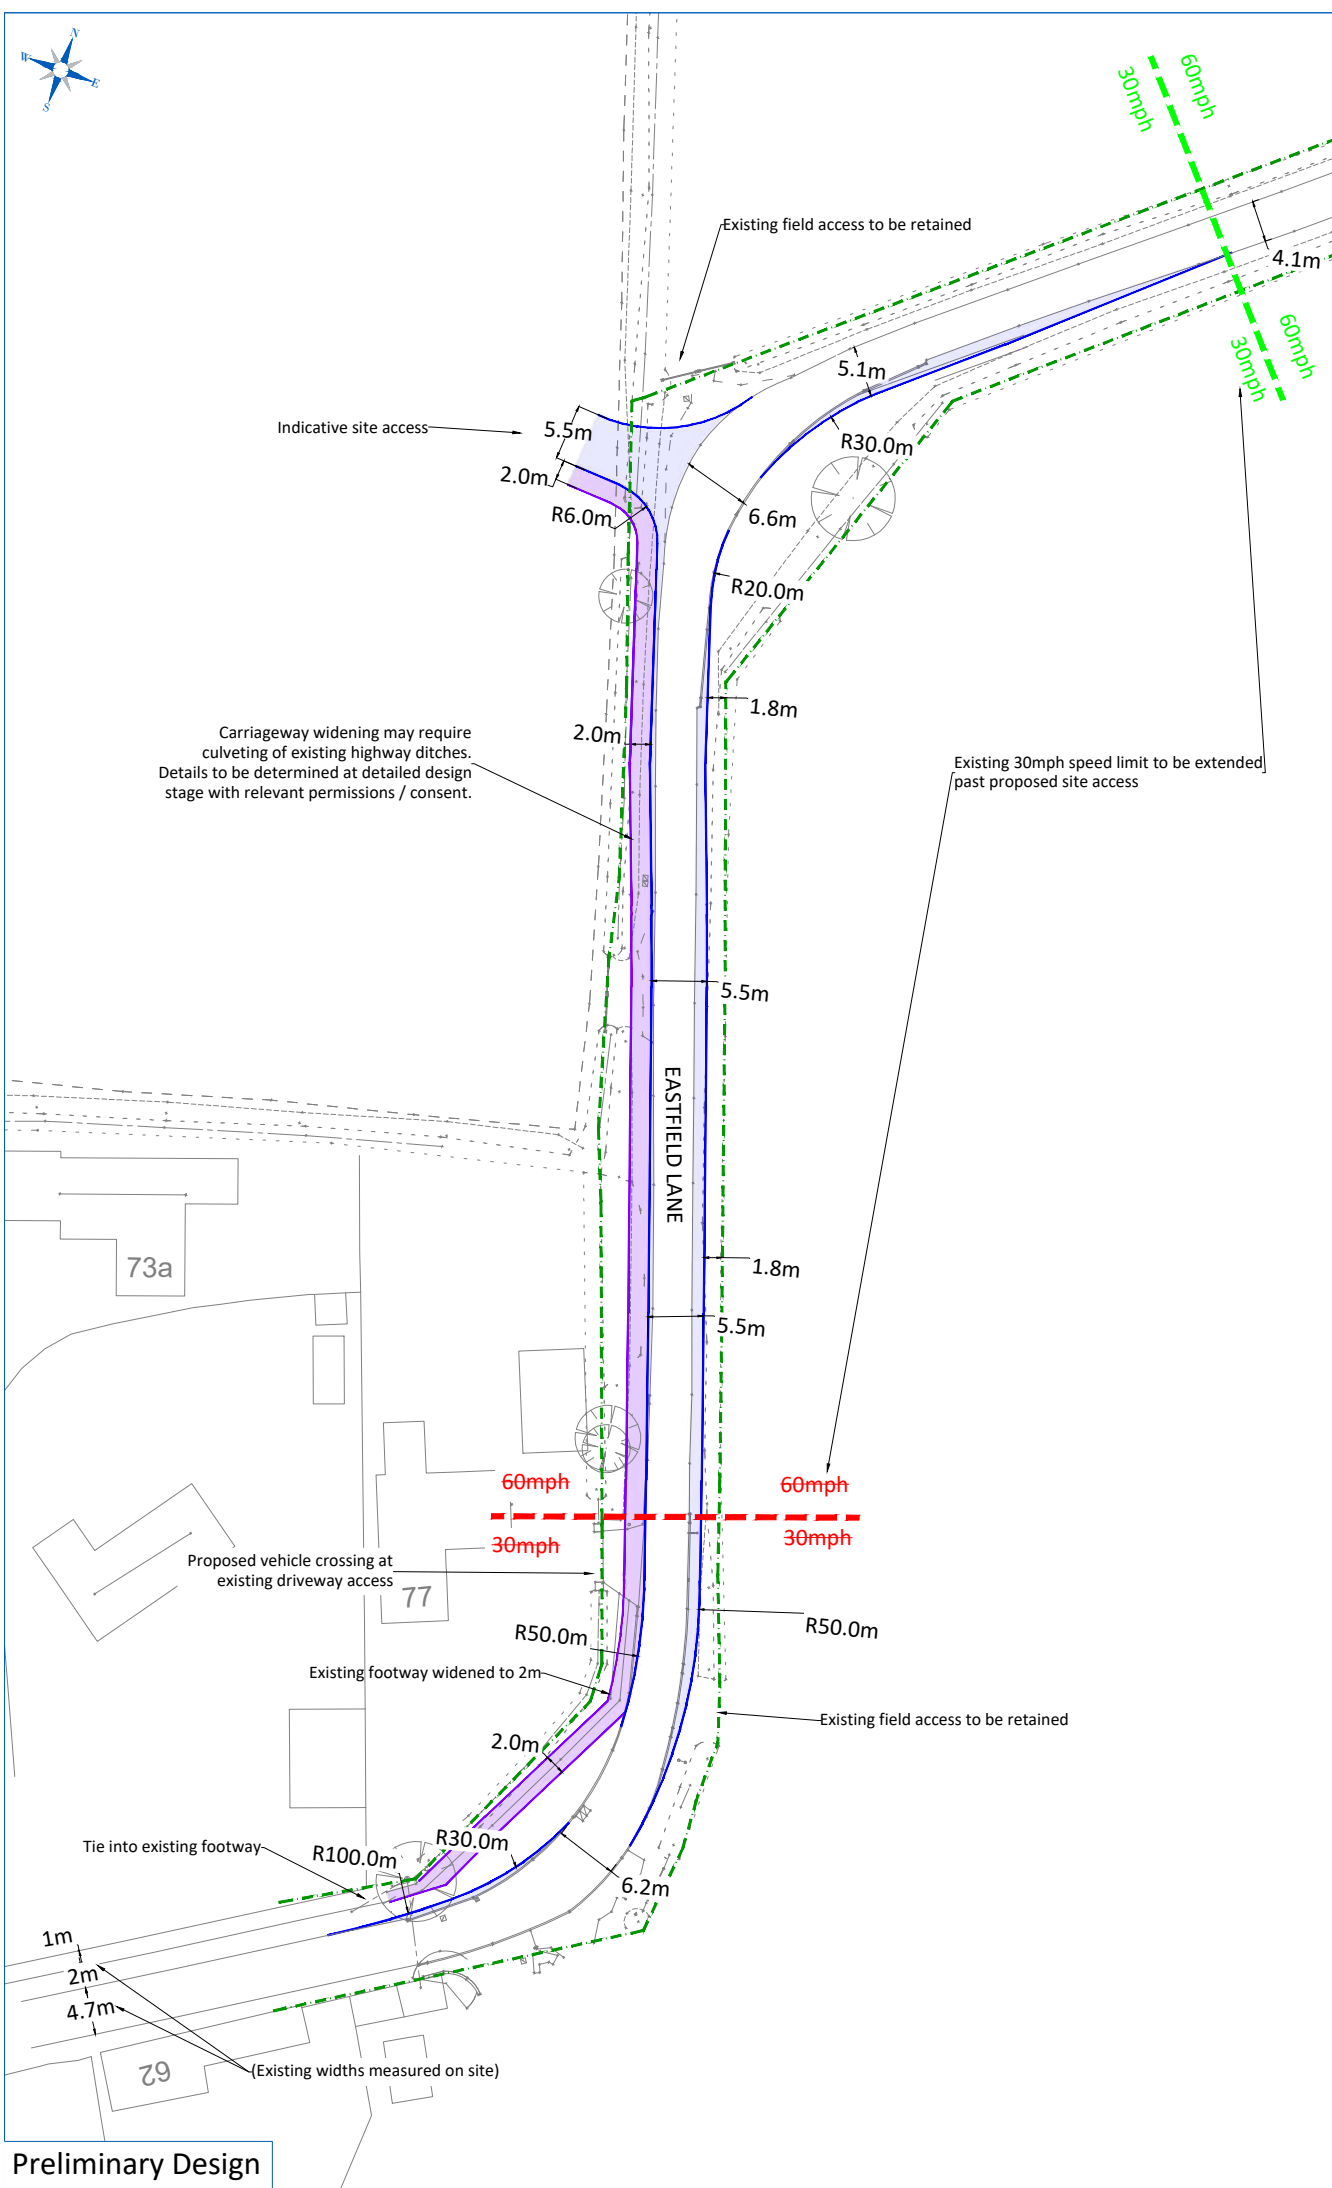 N
W
E
S
60mph
30mph
60mph
30mph
4.1m
Existing field access to be retained
5.1m
Indicative site access
5.5m
2.0m
R6.0m
R30.0m
6.6m
R20.0m
1.8m
Carriageway widening may require
culveting of existing highway ditches.
Details to be determined at detailed design
stage with relevant permissions / consent.
2.0m
Existing 30mph speed limit to be extended
past proposed site access
5.5m
EASTFIELD LANE
73a
1.8m
5.5m
60mph
60mph
30mph
30mph
Proposed vehicle crossing at
existing driveway access
77
R50.0m
R50.0m
Existing footway widened to 2m
Existing field access to be retained
2.0m
Tie into existing footway
R100.0m
R30.0m
6.2m
1m
2m
4.7m
62
(Existing widths measured on site)
Preliminary Design